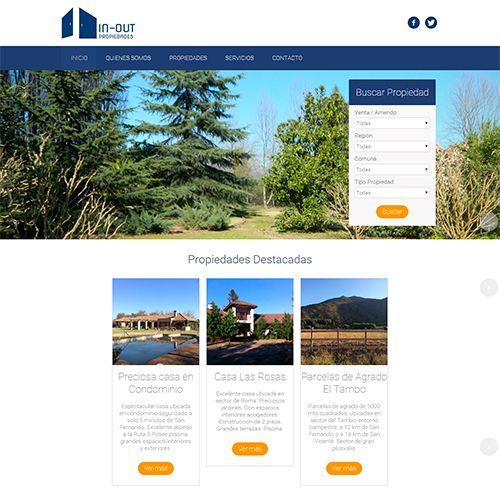 IN-OUT
PROPIEDADES
INICIO QUIENES SOMOS PROPIEDADES SERVICIOS CONTACTO
Buscar Propiedad
Venta / Arriendo
Todas
Región
Todas
Comuna
Todas
Tipo Propiedad
Todas
Buscar
Propiedades Destacadas
Preciosa casa en
Condominio
Espectacular casa ubicada
en condominio segurizado a
solo 5 minutos de San
Fernando. Excelente acceso
a la Ruta 5 Posee piscina,
grandes espacios interiores
y exteriores.
Ver más
Casa Las Rosas
Excelente casa ubicada en
sector de Roma. Preciosos
jardines. Con espacios
interiores acogedores.
Construcción de 2 pisos.
Grandes terrazas. Piscina.
Ver más
Parcelas de Agrado
El Tambo
Parcelas de agrado de 5000
mts cuadrados, ubicadas en
sector del Tambo, entorno
campestre, a 12 km de San
Fernando, y a 18 km de San
Vicente. Sector de gran
plusvalía.
Ver más